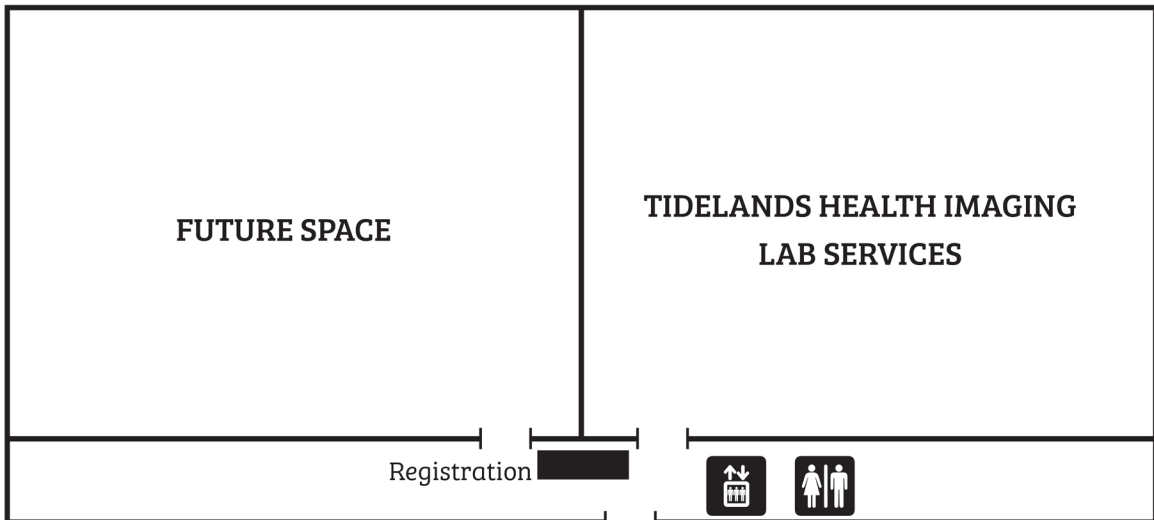 FUTURE SPACE
TIDELANDS HEALTH IMAGING
LAB SERVICES
Registration